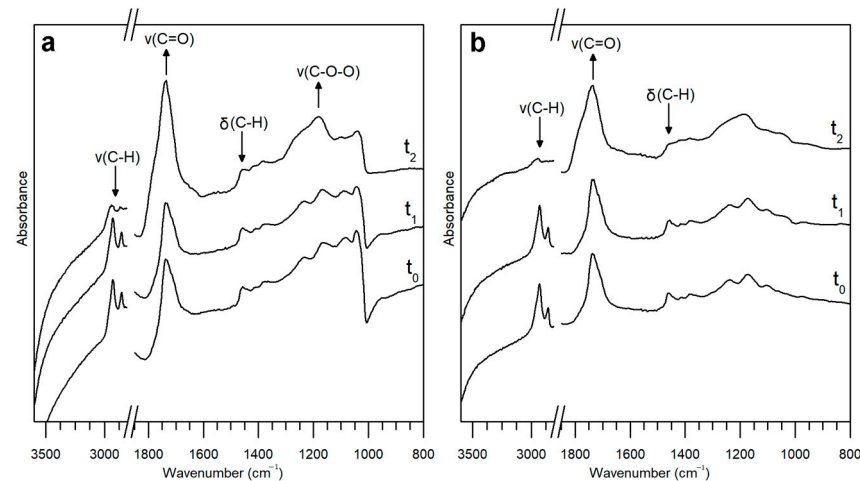 a
ν(C=O)
ν(C-O-O)
δ(C-H)
ν(C-H)
t2
t1
t0
Absorbance
3500 3000 1800 1600 1400 1200 1000 800
Wavenumber (cm⁻¹)
b
ν(C=O)
δ(C-H)
ν(C-H)
t2
t1
t0
Absorbance
3500 3000 1800 1600 1400 1200 1000 800
Wavenumber (cm⁻¹)